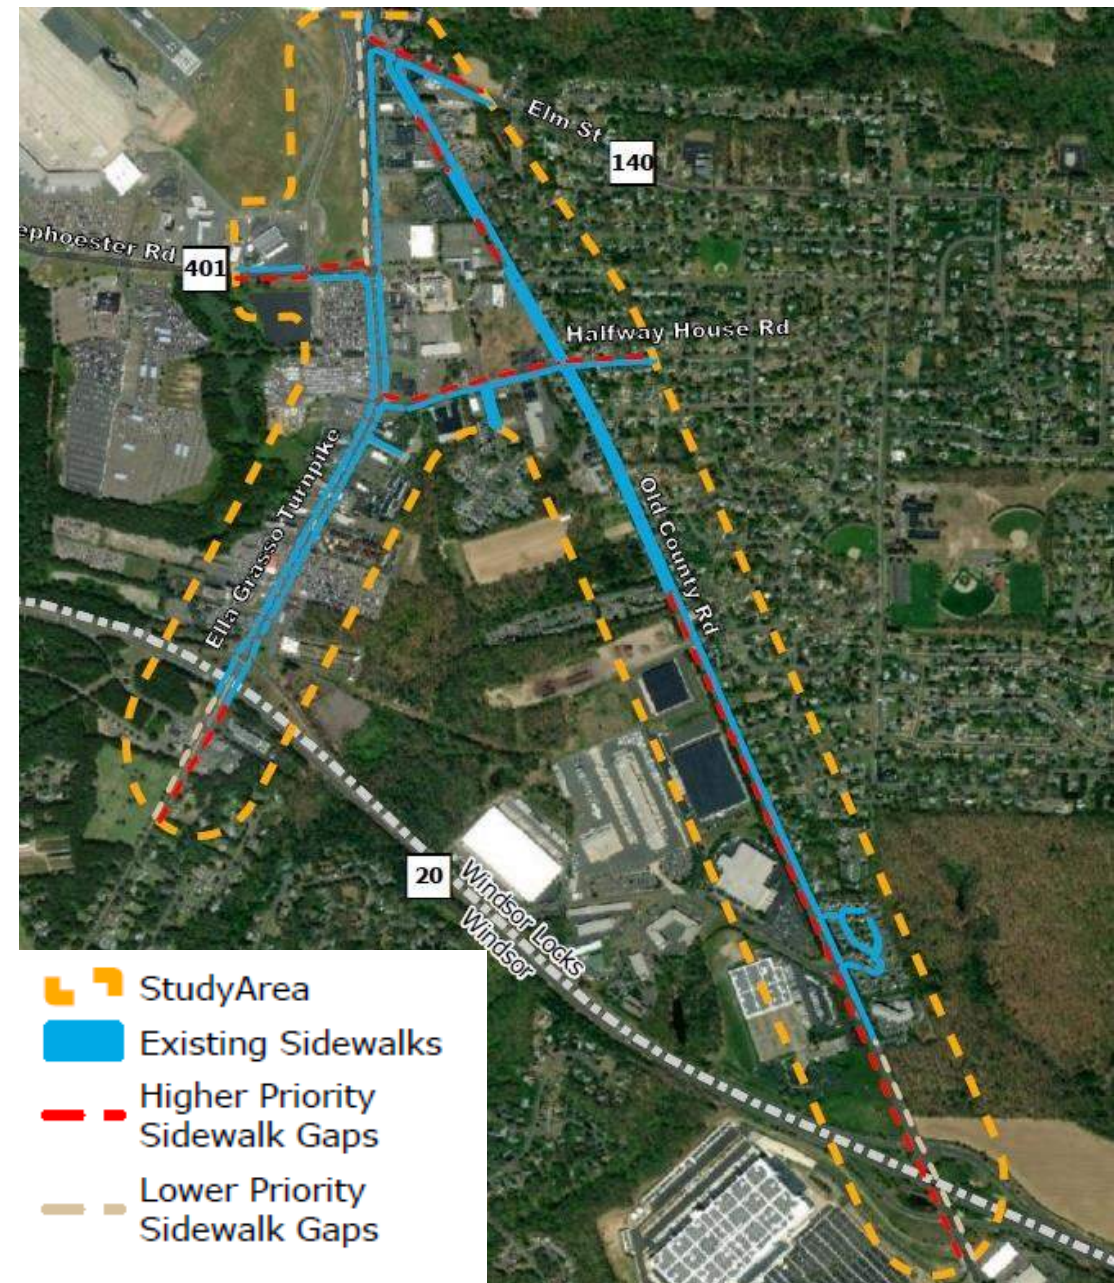 Elm St
140
ephoester Rd
401
Halfway House Rd
Ella Grasso Turnpike
Old County Rd
20
Windsor Locks
Windsor
StudyArea
Existing Sidewalks
Higher Priority
Sidewalk Gaps
Lower Priority
Sidewalk Gaps